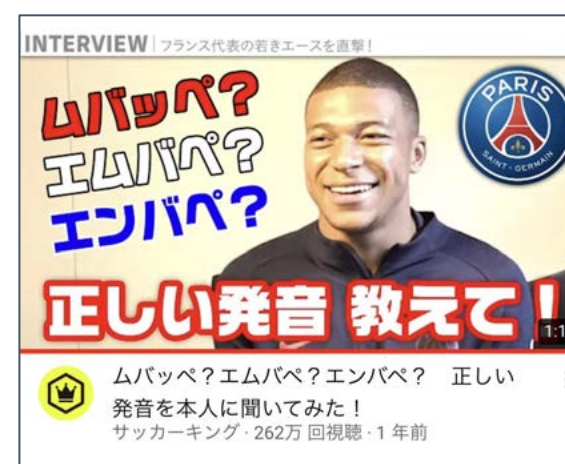 INTERVIEW フランス代表の若きエースを直撃！
ムバッペ？
エムバペ？
エンバペ？
PARIS
SAINT-GERMAIN
正しい発音 教えて！
1:1
ムバッペ？エムバペ？エンバペ？　正しい
発音を本人に聞いてみた！
サッカーキング · 262万 回視聴 · 1 年前